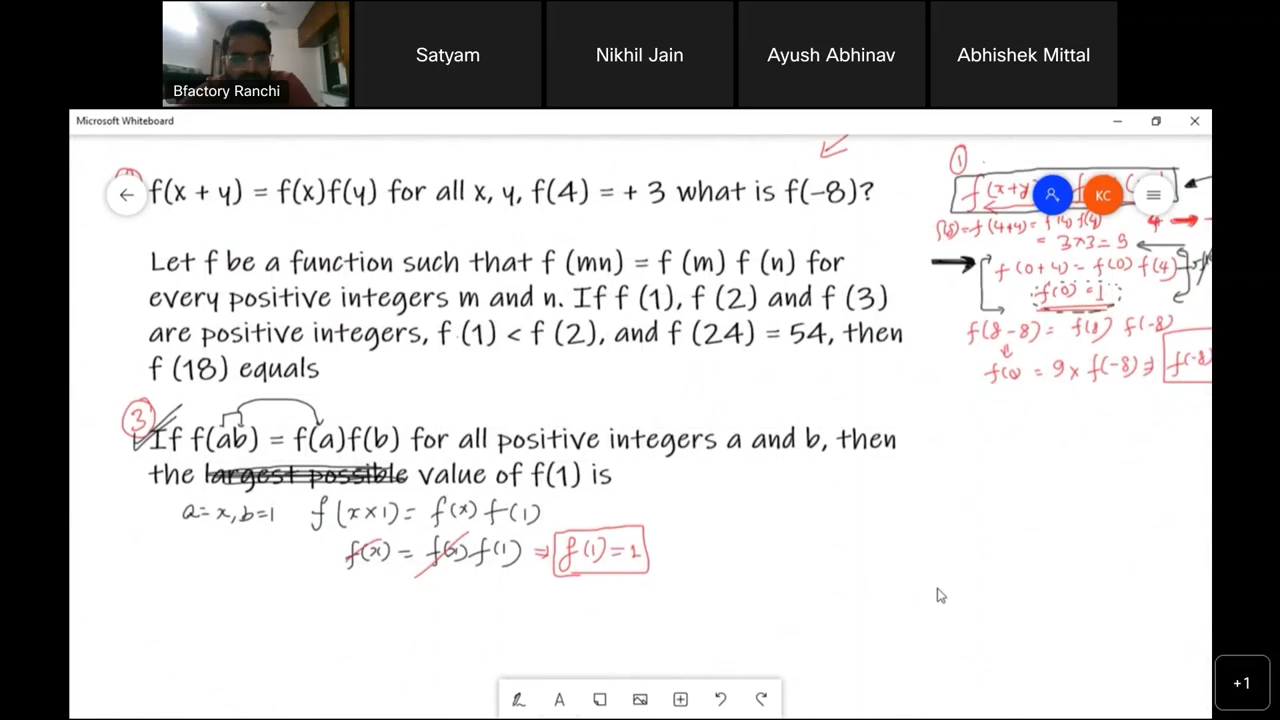 Satyam
Nikhil Jain
Ayush Abhinav
Abhishek Mittal
Bfactory Ranchi
Microsoft Whiteboard
f(x + y) = f(x)f(y) for all x, y, f(4) = + 3 what is f(-8)?
Let f be a function such that f (mn) = f (m) f (n) for
every positive integers m and n. If f (1), f (2) and f (3)
are positive integers, f (1) < f (2), and f (24) = 54, then
f (18) equals
3
If f(ab) = f(a)f(b) for all positive integers a and b, then
the largest possible value of f(1) is
a = x, b=1 f(x×1) = f(x) f(1)
f(x) = f(x) f(1) ⇒ f(1) = 1
1
f(x+y)
KC
f(8) = f(4+4) = f(4) f(4)
= 3×3 = 9
f(0+4) = f(0) f(4)
f(0) = 1
f(8-8) = f(8) f(-8)
f(0) = 9 × f(-8) ⇒ f(-8)
+1